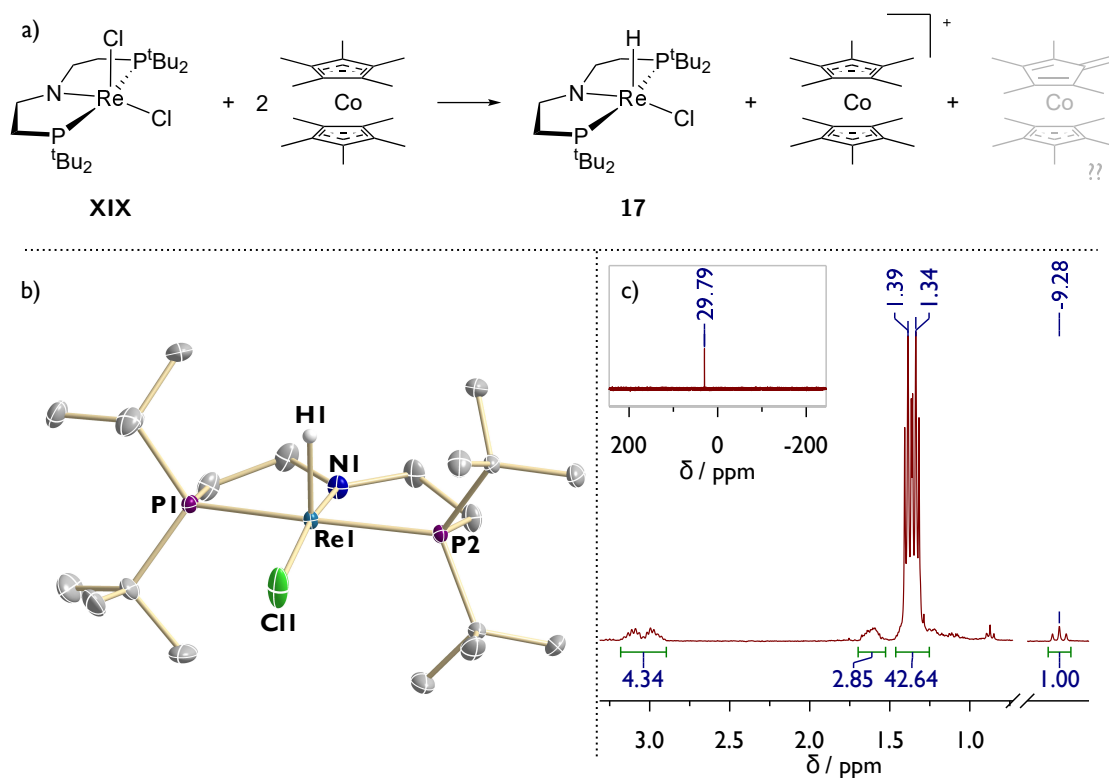 a)
Cl
P
tBu2
N
Re
Cl
P
tBu2
XIX
+ 2
Co
H
P
tBu2
N
Re
Cl
P
tBu2
17
+
Co
+
+
Co
??
b)
H1
N1
P1
Re1
P2
Cl1
c)
29.79
200 0 -200
δ / ppm
1.39
1.34
-9.28
4.34 2.85 42.64 1.00
3.0 2.0 1.5 1.0
δ / ppm